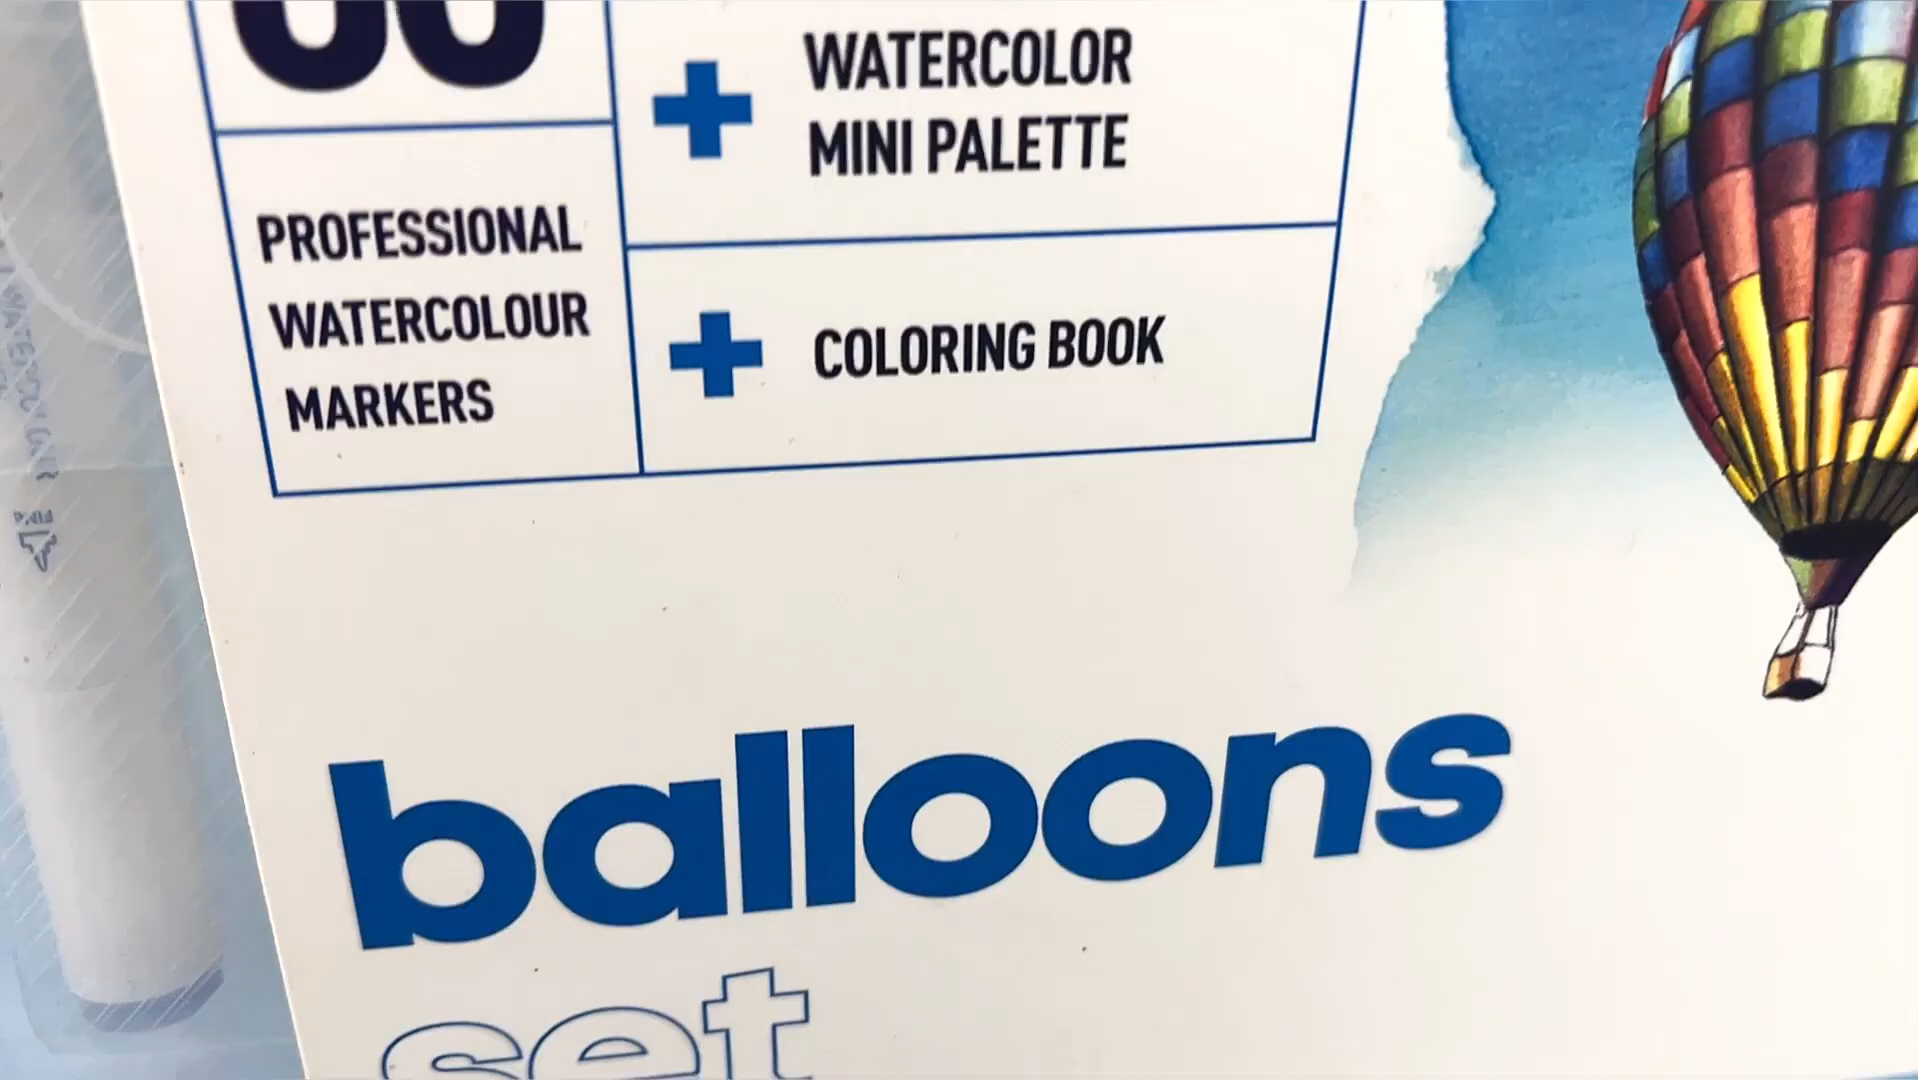 PROFESSIONAL
WATERCOLOUR
MARKERS
WATERCOLOR
MINI PALETTE
COLORING BOOK
balloons
set